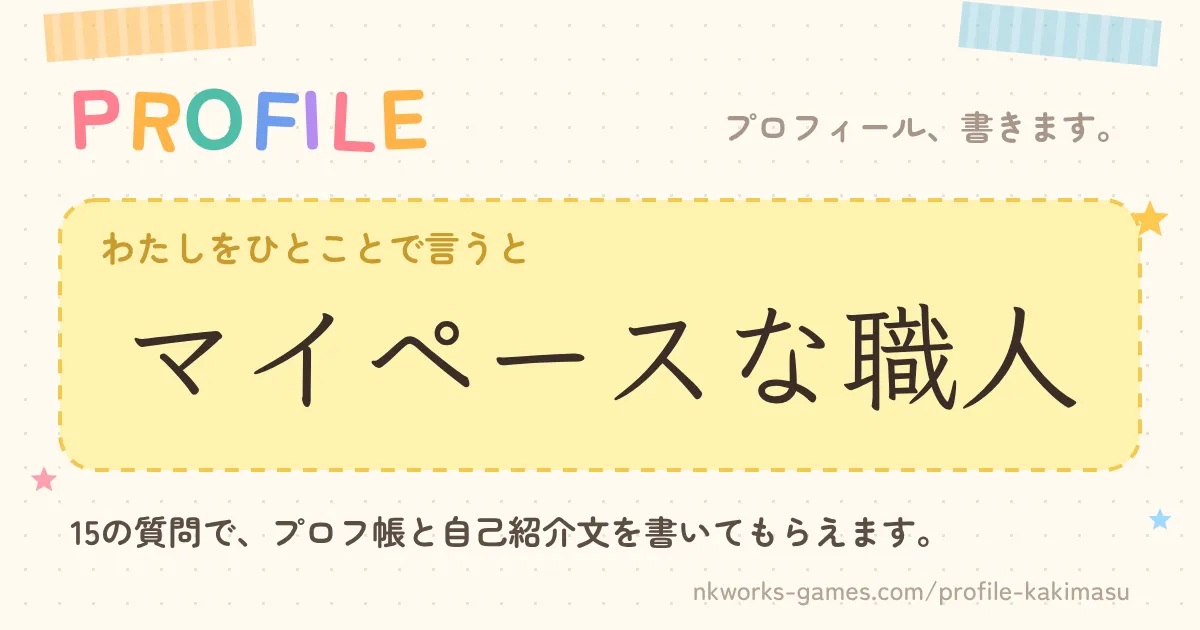 PROFILE
プロフィール、書きます。
わたしをひとことで言うと
マイペースな職人
15の質問で、プロフ帳と自己紹介文を書いてもらえます。
nkworks-games.com/profile-kakimasu